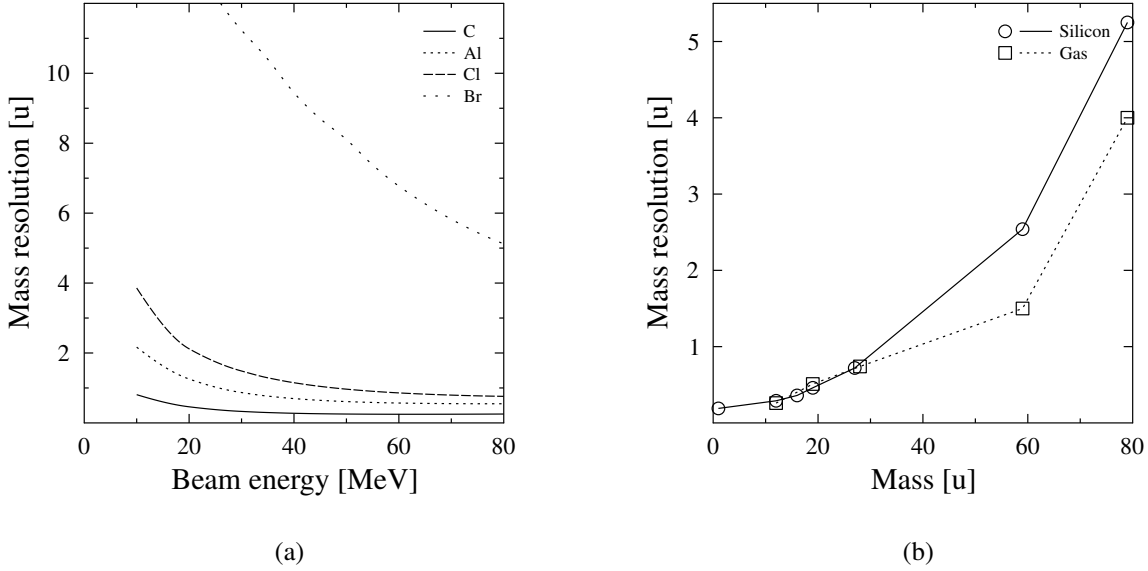 C
Al
Cl
Br
10
8
6
4
2
0
20
40
60
80
Mass resolution [u]
Beam energy [MeV]
(a)
Silicon
Gas
5
4
3
2
1
0
20
40
60
80
Mass resolution [u]
Mass [u]
(b)